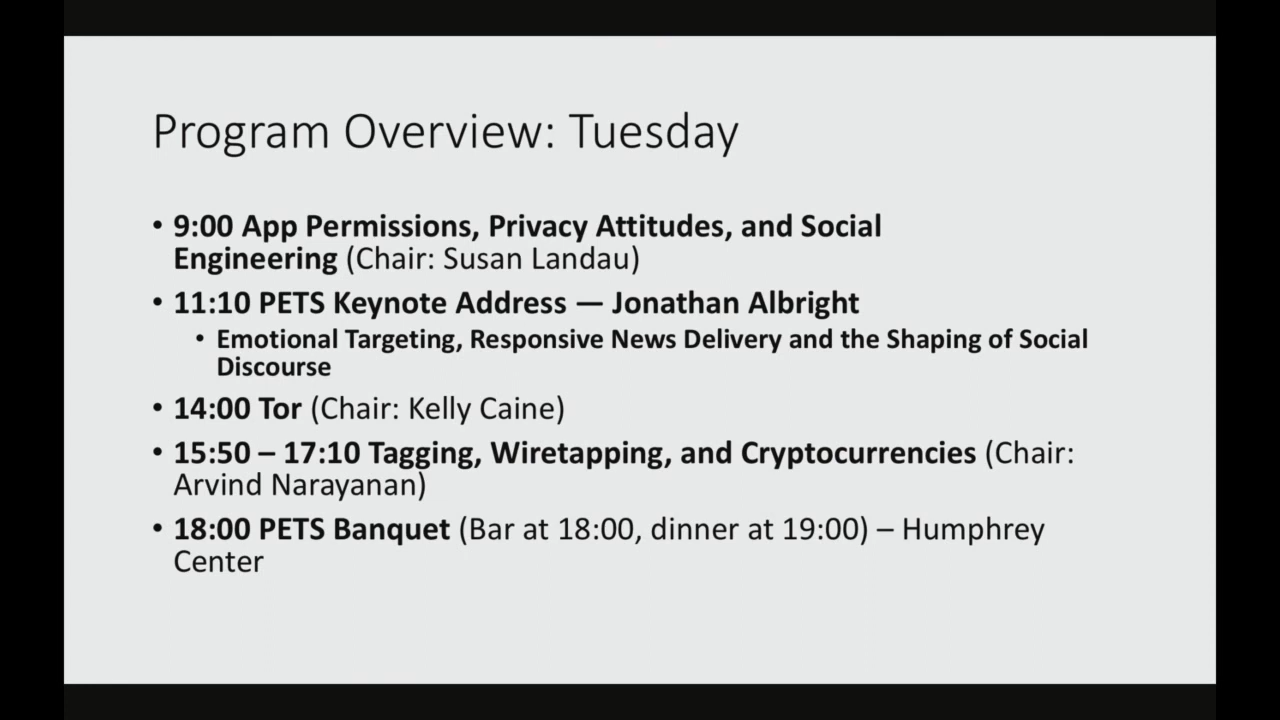 Program Overview: Tuesday
• 9:00 App Permissions, Privacy Attitudes, and Social
Engineering (Chair: Susan Landau)
• 11:10 PETS Keynote Address — Jonathan Albright
• Emotional Targeting, Responsive News Delivery and the Shaping of Social
Discourse
• 14:00 Tor (Chair: Kelly Caine)
• 15:50 – 17:10 Tagging, Wiretapping, and Cryptocurrencies (Chair:
Arvind Narayanan)
• 18:00 PETS Banquet (Bar at 18:00, dinner at 19:00) – Humphrey
Center